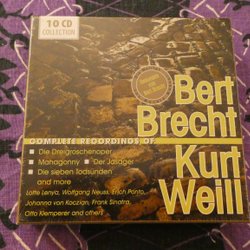 10 CD
COLLECTION
Bert
Brecht
COMPLETE RECORDINGS OF:
Kurt
Weill
Die Dreigroschenoper
Mahagonny • Der Jasager
Die sieben Todsünden
and more
Lotte Lenya, Wolfgang Neuss, Erich Ponto,
Johanna von Koczian, Frank Sinatra,
Otto Klemperer and others